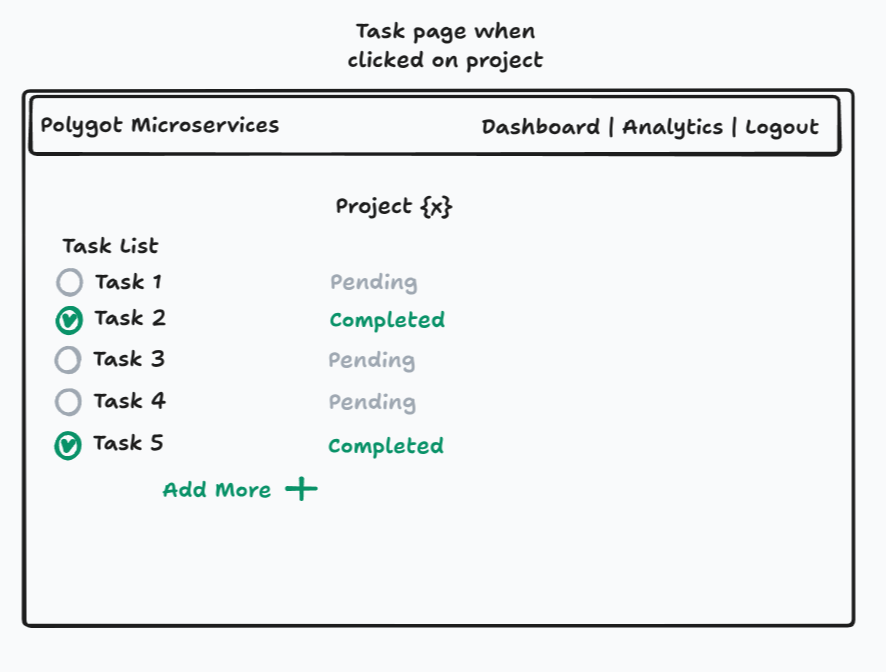 Task page when
clicked on project
Polygot Microservices
Dashboard | Analytics | Logout
Project {x}
Task List
Task 1 Pending
Task 2 Completed
Task 3 Pending
Task 4 Pending
Task 5 Completed
Add More +